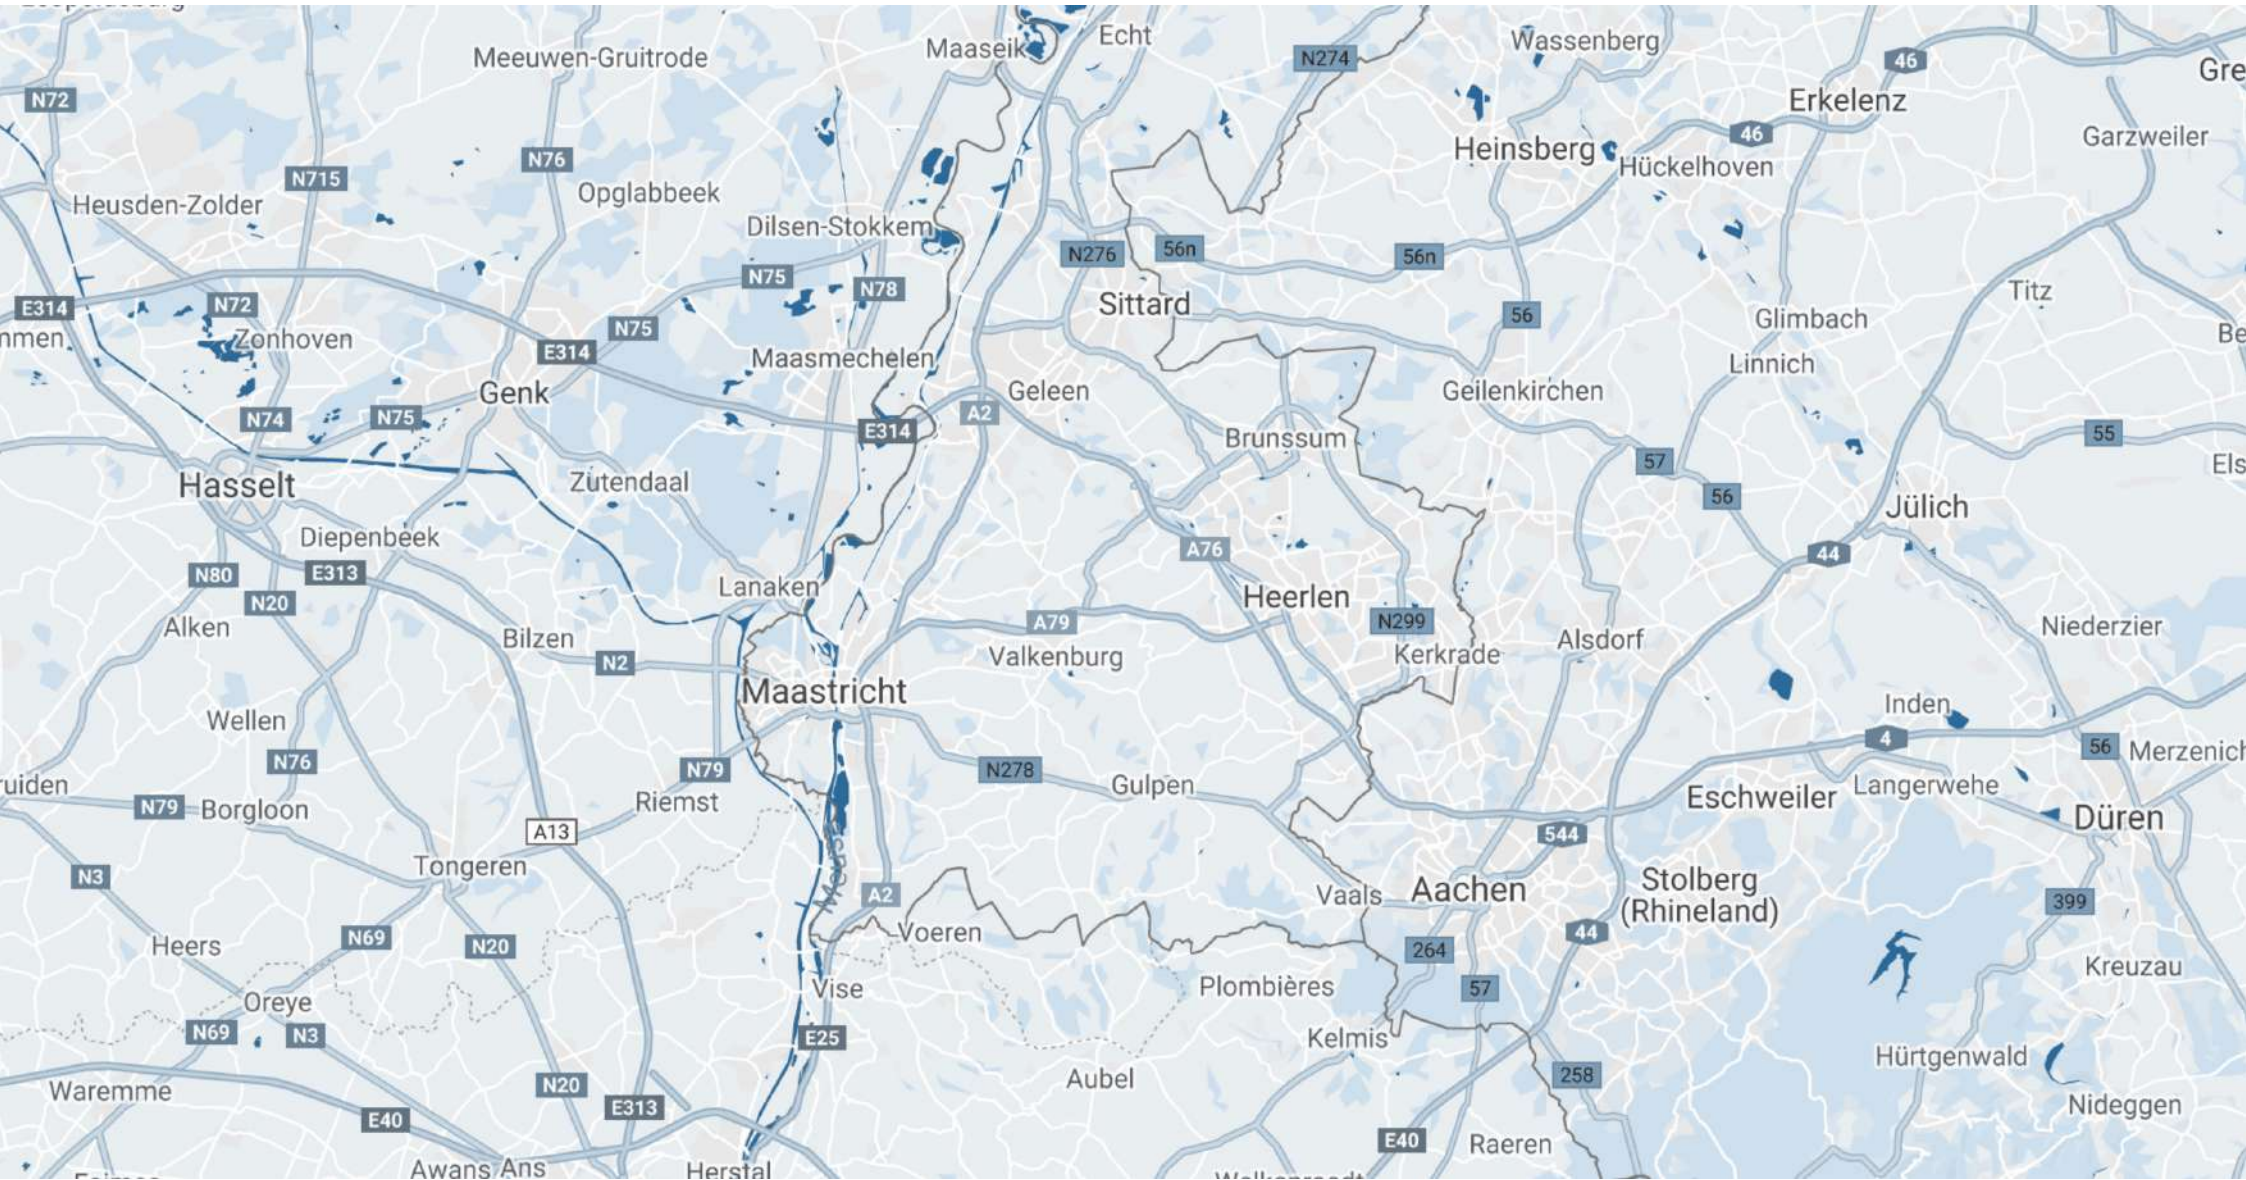 Meeuwen-Gruitrode
Maaseik
Echt
N274
Wassenberg
46
N72
Erkelenz
46
Garzweiler
Heinsberg
Hückelhoven
N76
N715
Opglabbeek
Heusden-Zolder
Dilsen-Stokkem
N276
56n
56n
N75
N78
Titz
E314
N72
Sittard
56
Glimbach
N75
Zonhoven
E314
Maasmechelen
Linnich
Genk
Geleen
Geilenkirchen
N74
N75
A2
E314
Brunssum
55
57
Hasselt
Zutendaal
56
Jülich
Diepenbeek
A76
44
N80
E313
Lanaken
Heerlen
N20
A79
N299
Alken
Bilzen
Alsdorf
Niederzier
N2
Valkenburg
Kerkrade
Maastricht
Inden
Wellen
4
56
Merzenich
N76
N79
N278
Gulpen
Langerwehe
Riemst
Eschweiler
N79
Borgloon
Düren
A13
544
Tongeren
N3
Stolberg
(Rhineland)
Vaals
Aachen
A2
399
Heers
N69
N20
Voeren
44
264
Kreuzau
Vise
Plombières
57
Oreye
N69
N3
E25
Kelmis
Hürtgenwald
Aubel
258
Waremme
N20
E313
Nideggen
E40
E40
Raeren
Awans
Ans
Herstal